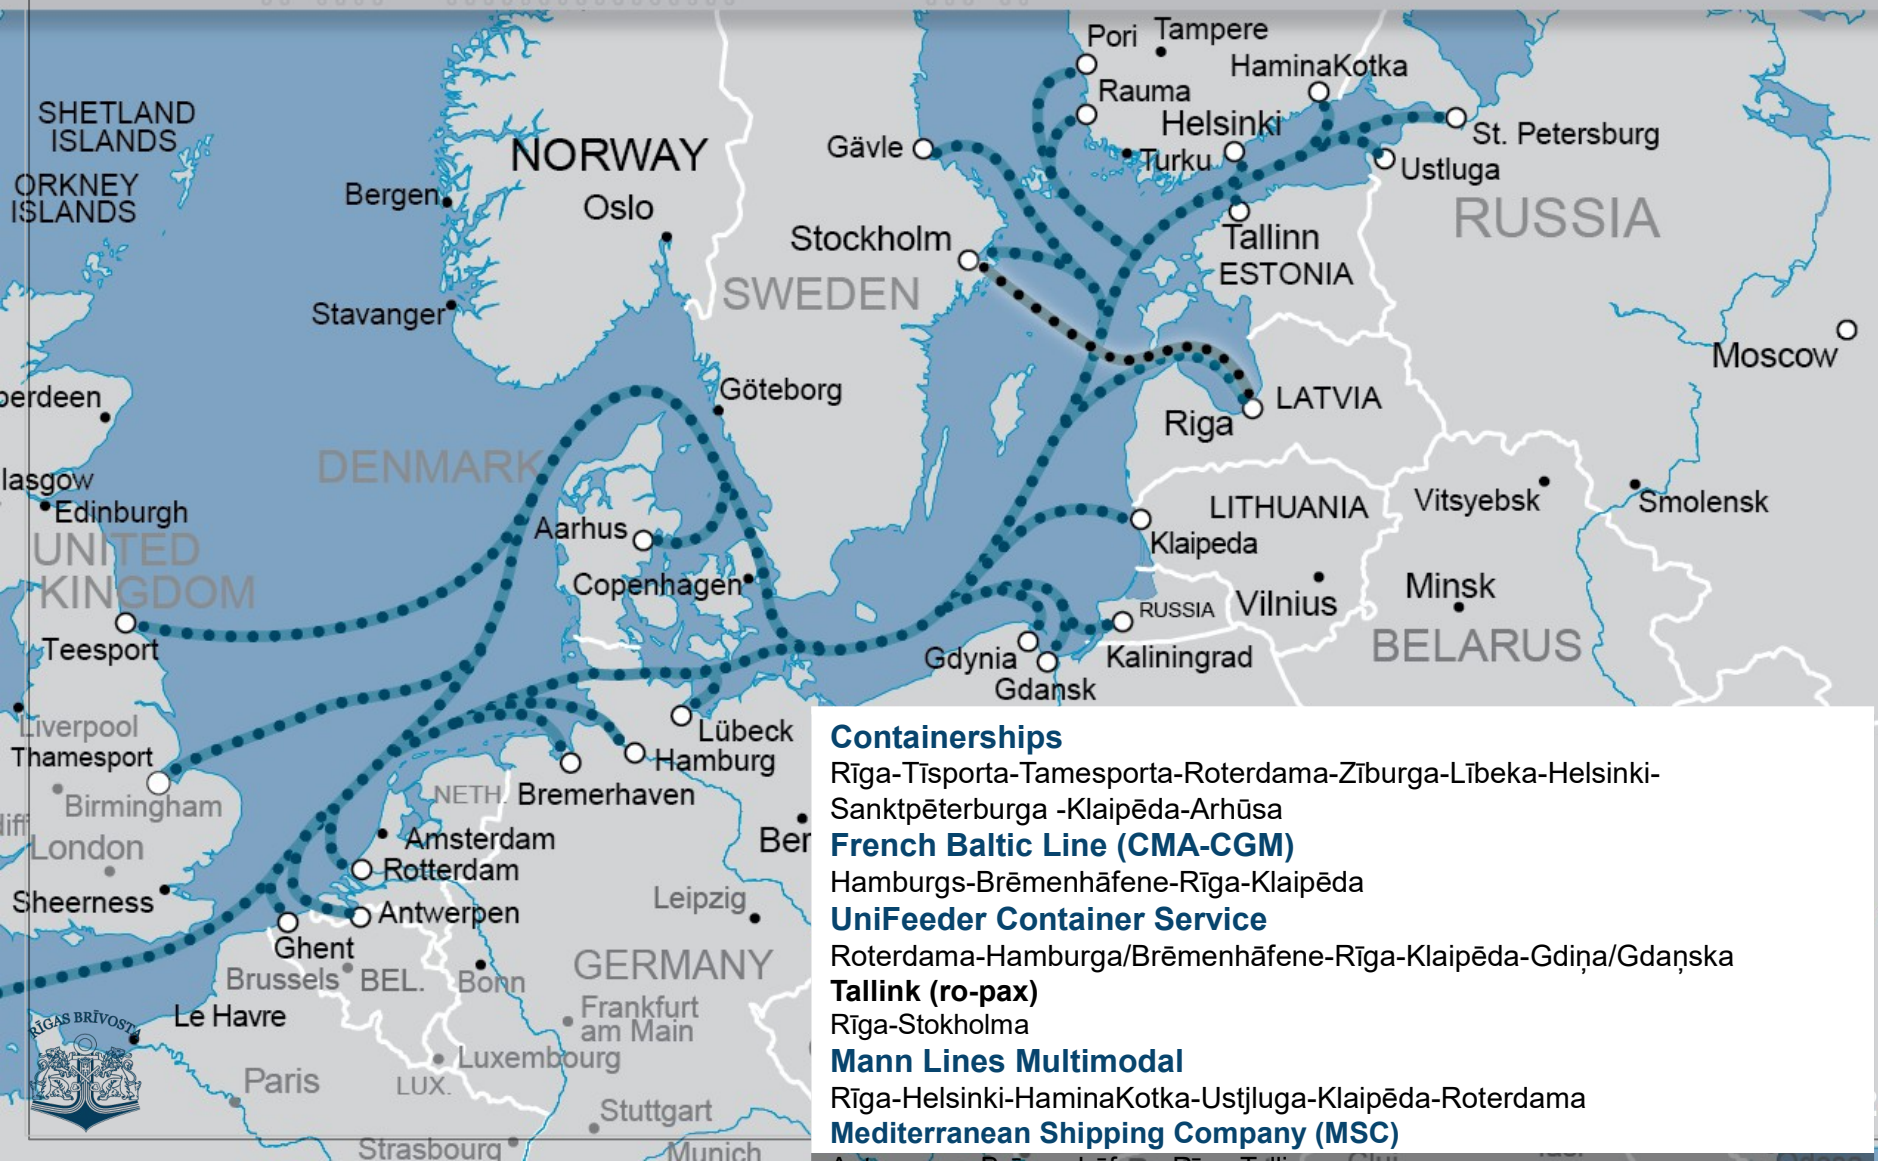 Pori
Tampere
HaminaKotka
Rauma
Helsinki
St. Petersburg
Turku
Ustluga
Gävle
SHETLAND
ISLANDS
ORKNEY
ISLANDS
NORWAY
Bergen
Oslo
RUSSIA
Stockholm
Tallinn
ESTONIA
SWEDEN
Stavanger
Moscow
Göteborg
LATVIA
Riga
berdeen
DENMARK
lasgow
Edinburgh
Vitsyebsk
Smolensk
LITHUANIA
Aarhus
Klaipeda
UNITED
KINGDOM
Copenhagen
Minsk
RUSSIA
Vilnius
BELARUS
Teesport
Gdynia
Kaliningrad
Gdansk
Liverpool
Lübeck
Thamesport
Hamburg
NETH.
Bremerhaven
Birmingham
iff
Amsterdam
Ber
London
Rotterdam
Sheerness
Antwerpen
Leipzig
Ghent
GERMANY
Brussels
BEL.
Bonn
Frankfurt
am Main
Le Havre
Luxembourg
LUX.
Paris
Stuttgart
Strasbourg
Munich
RĪGAS BRĪVOSTA
Containerships
Rīga-Tīsporta-Tamesporta-Roterdama-Zīburga-Lībeka-Helsinki-
Sanktpēterburga -Klaipēda-Arhūsa
French Baltic Line (CMA-CGM)
Hamburgs-Brēmenhāfene-Rīga-Klaipēda
UniFeeder Container Service
Roterdama-Hamburga/Brēmenhāfene-Rīga-Klaipēda-Gdiņa/Gdaņska
Tallink (ro-pax)
Rīga-Stokholma
Mann Lines Multimodal
Rīga-Helsinki-HaminaKotka-Ustjluga-Klaipēda-Roterdama
Mediterranean Shipping Company (MSC)